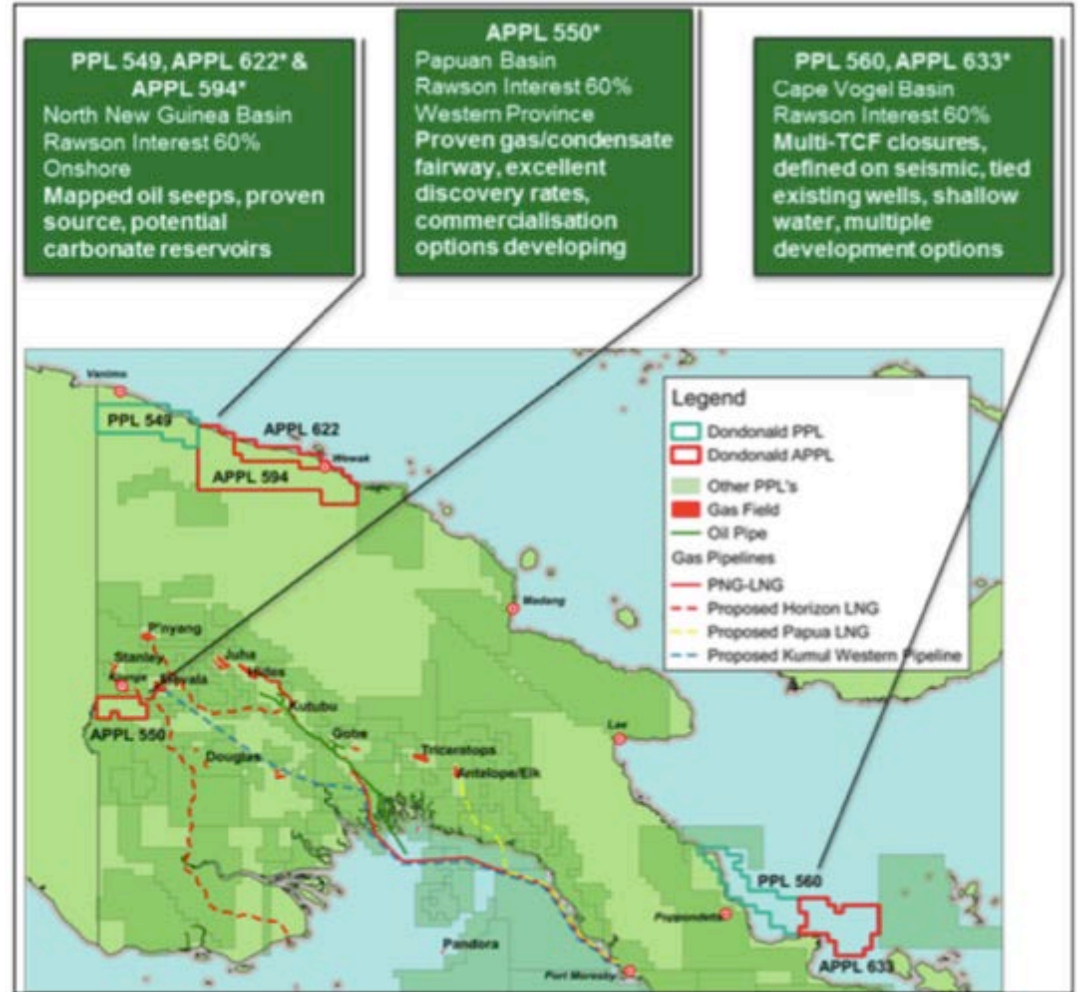 PPL 549, APPL 622* &
APPL 594*
North New Guinea Basin
Rawson Interest 60%
Onshore
Mapped oil seeps, proven
source, potential
carbonate reservoirs
APPL 550*
Papuan Basin
Rawson Interest 60%
Western Province
Proven gas/condensate
fairway, excellent
discovery rates,
commercialisation
options developing
PPL 560, APPL 633*
Cape Vogel Basin
Rawson Interest 60%
Multi-TCF closures,
defined on seismic, tied
existing wells, shallow
water, multiple
development options
Vanimo
PPL 549
APPL 622
Wewak
APPL 594
Legend
Dondonald PPL
Dondonald APPL
Other PPL's
Gas Field
Oil Pipe
Gas Pipelines
PNG-LNG
Proposed Horizon LNG
Proposed Papua LNG
Proposed Kumul Western Pipeline
Madang
P'nyang
Stanley
Juha
Hides
Kutubu
APPL 550
Gobe
Douglas
Triceratops
Antelope/Elk
Lae
PPL 560
Poppondetta
APPL 633
Pandora
Port Moresby